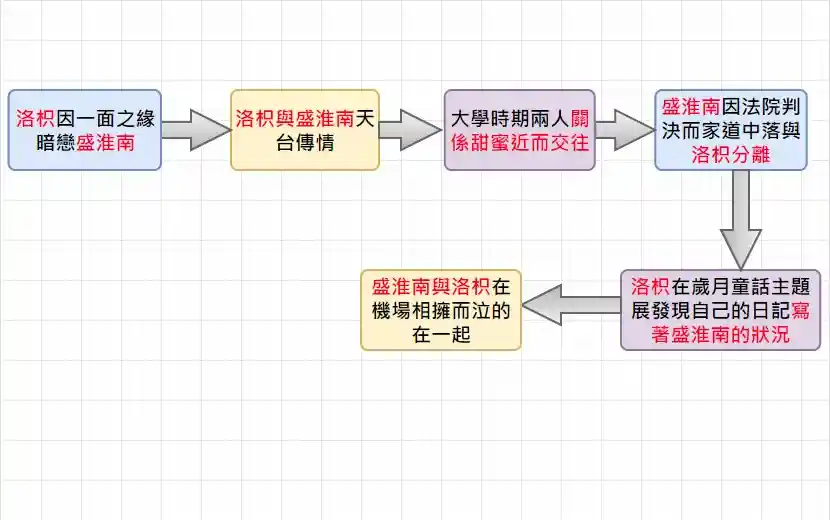 洛枳因一面之緣
暗戀盛淮南
洛枳與盛淮南天
台傳情
大學時期兩人關
係甜蜜近而交往
盛淮南因法院判
決而家道中落與
洛枳分離
洛枳在歲月童話主題
展發現自己的日記寫
著盛淮南的狀況
盛淮南與洛枳在
機場相擁而泣的
在一起